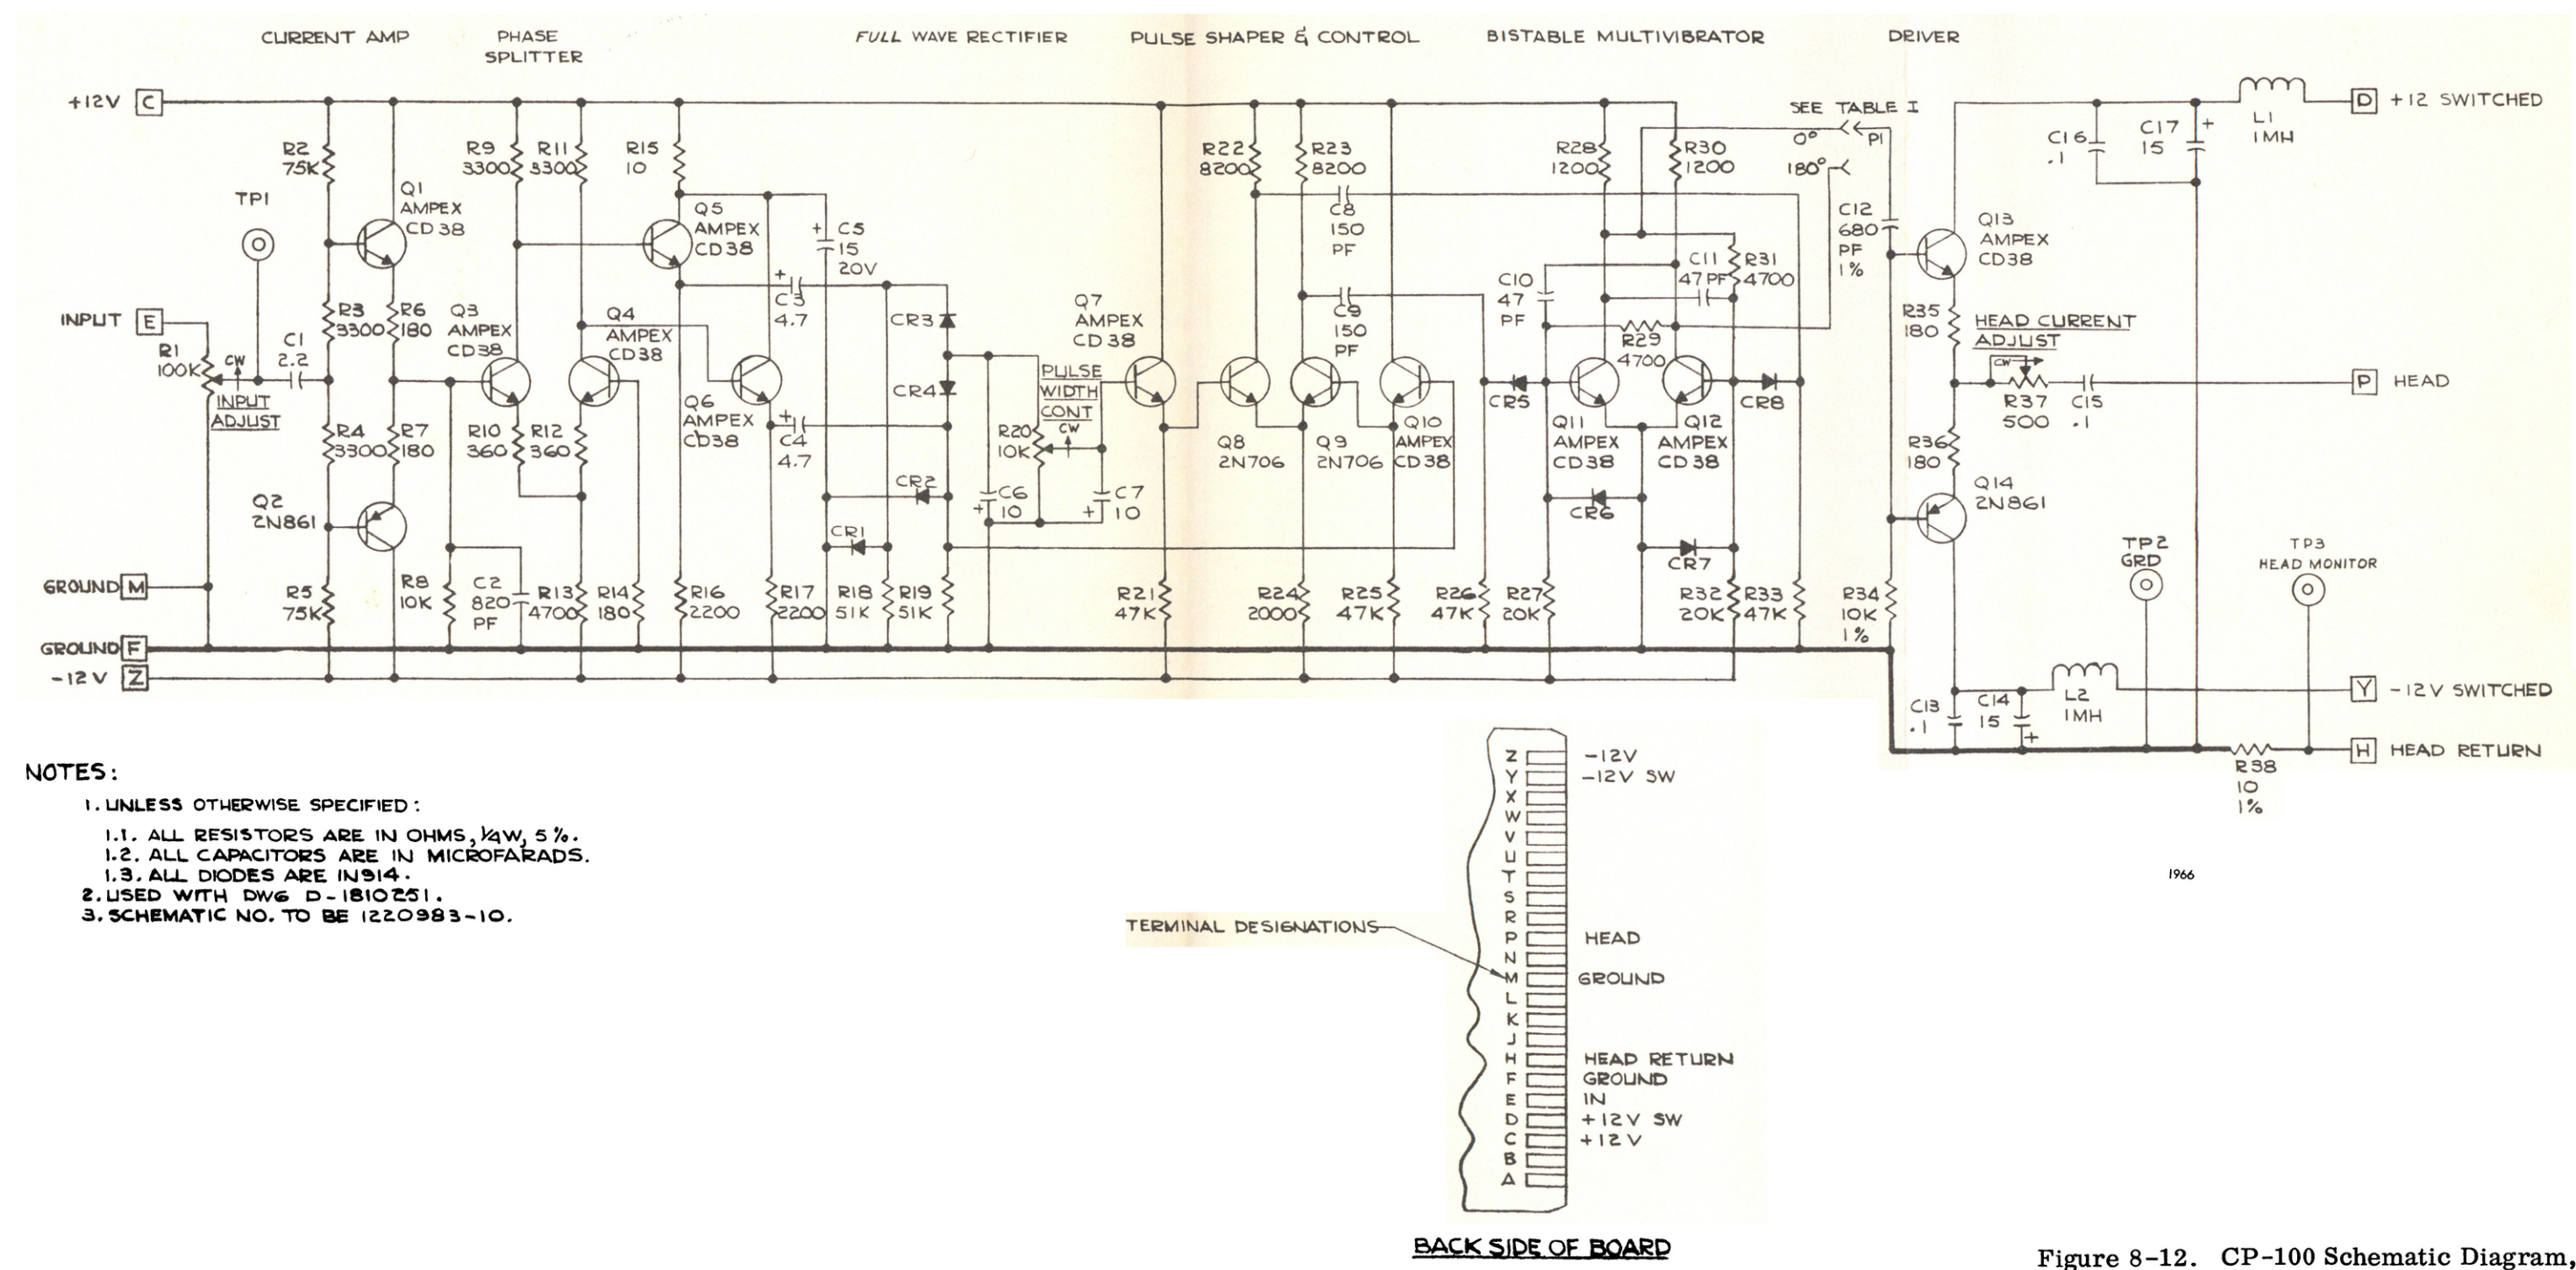 CURRENT AMP
PHASE
SPLITTER
FULL WAVE RECTIFIER
PULSE SHAPER & CONTROL
BISTABLE MULTIVIBRATOR
DRIVER
+12V C
R2
75K
Q1
AMPEX
CD38
TP1
INPUT E
R1
100K
CW
INPUT
ADJUST
C1
2.2
R3
3300
R6
180
R4
3300
R7
180
Q2
2N861
R5
75K
GROUND M
GROUND F
-12V Z
R9
3300
R11
3300
R15
10
Q3
AMPEX
CD38
Q4
AMPEX
CD38
R10
360
R12
360
R8
10K
C2
820
PF
R13
4700
R14
180
Q5
AMPEX
CD38
Q6
AMPEX
CD38
+
C5
15
20V
+
C3
4.7
+
C4
4.7
R16
2200
R17
2200
CR3
CR4
CR2
CR1
R18
51K
R19
51K
C6
10
+
R20
10K
PULSE
WIDTH
CONT
CW
C7
10
+
Q7
AMPEX
CD38
R21
47K
R22
8200
R23
8200
C8
150
PF
C9
150
PF
Q8
2N706
Q9
2N706
Q10
AMPEX
CD38
R24
2000
R25
47K
R26
47K
R27
20K
R28
1200
R30
1200
C10
47
PF
C11
47PF
R31
4700
R29
4700
CR5
Q11
AMPEX
CD38
Q12
AMPEX
CD38
CR8
CR6
CR7
R32
20K
R33
47K
SEE TABLE I
0°
P1
180°
C12
680
PF
1%
R34
10K
1%
Q13
AMPEX
CD38
R35
180
HEAD CURRENT
ADJUST
CW
R37
500
C15
.1
R36
180
Q14
2N861
C16
.1
C17
15
+
L1
1MH
D +12 SWITCHED
P HEAD
TP2
GRD
TP3
HEAD MONITOR
C13
.1
C14
15
+
L2
1MH
Y -12V SWITCHED
H HEAD RETURN
R38
10
1%
NOTES:
1. UNLESS OTHERWISE SPECIFIED:
1.1. ALL RESISTORS ARE IN OHMS, ¼W, 5%.
1.2. ALL CAPACITORS ARE IN MICROFARADS.
1.3. ALL DIODES ARE IN914.
2. USED WITH DWG D-1810251.
3. SCHEMATIC NO. TO BE 1220983-10.
1966
TERMINAL DESIGNATIONS
Z -12V
Y -12V SW
X
W
V
U
T
S
R
P HEAD
N
M GROUND
L
K
J
H HEAD RETURN
F GROUND
E IN
D +12V SW
C +12V
B
A
BACK SIDE OF BOARD
Figure 8-12. CP-100 Schematic Diagram,